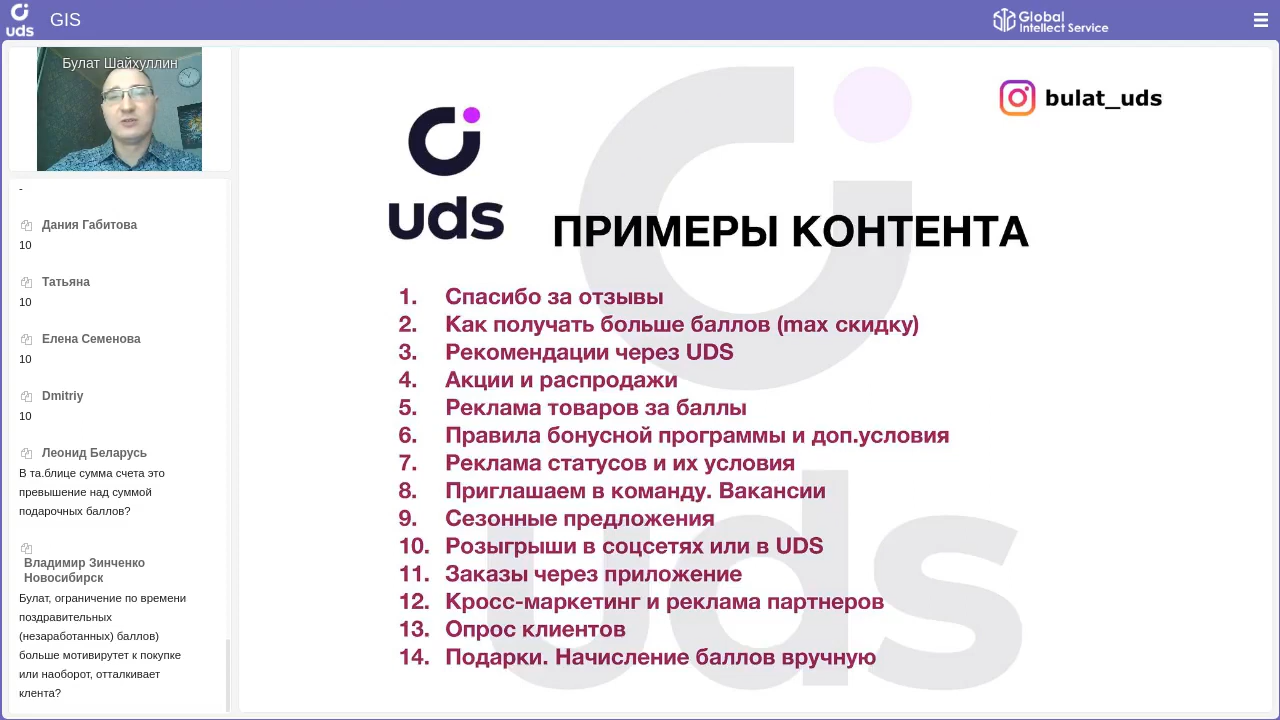 uds
GIS
Global
Intellect Service
Булат Шайхуллин
-
Дания Габитова
10
Татьяна
10
Елена Семенова
10
Dmitriy
10
Леонид Беларусь
В та.блице сумма счета это
превышение над суммой
подарочных баллов?
Владимир Зинченко
Новосибирск
Булат, ограничение по времени
поздравительных
(незаработанных) баллов)
больше мотивирутет к покупке
или наоборот, отталкивает
клента?
bulat_uds
uds
ПРИМЕРЫ КОНТЕНТА
1. Спасибо за отзывы
2. Как получать больше баллов (max скидку)
3. Рекомендации через UDS
4. Акции и распродажи
5. Реклама товаров за баллы
6. Правила бонусной программы и доп.условия
7. Реклама статусов и их условия
8. Приглашаем в команду. Вакансии
9. Сезонные предложения
10. Розыгрыши в соцсетях или в UDS
11. Заказы через приложение
12. Кросс-маркетинг и реклама партнеров
13. Опрос клиентов
14. Подарки. Начисление баллов вручную
uds